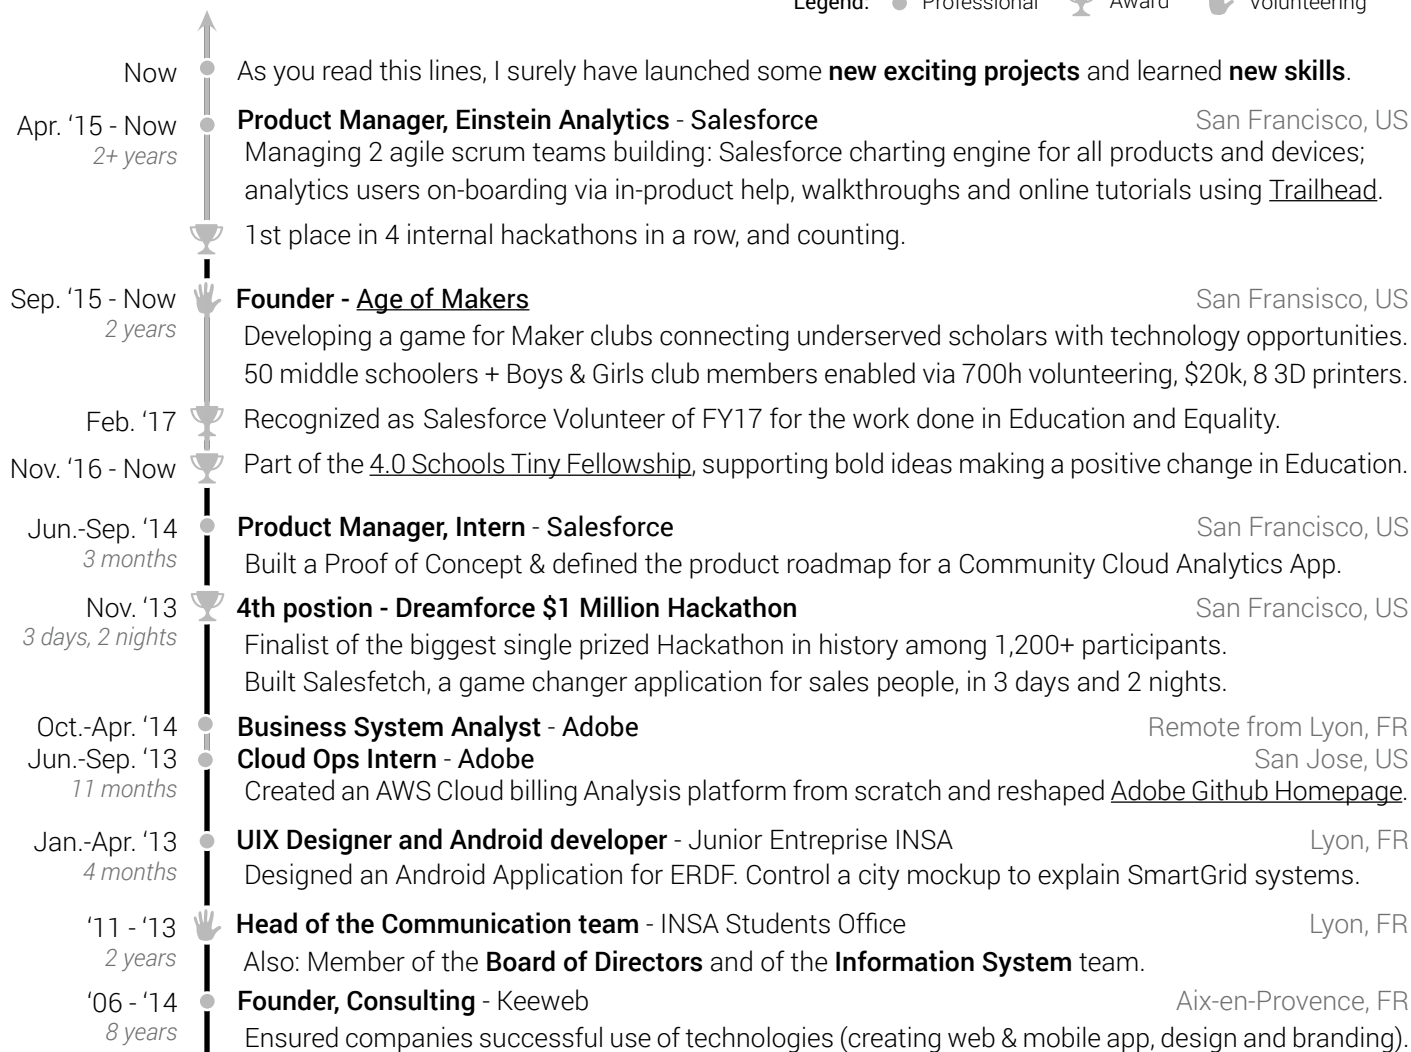 Legend: Professional Award Volunteering
Now As you read this lines, I surely have launched some new exciting projects and learned new skills.
Apr. ‘15 - Now Product Manager, Einstein Analytics - Salesforce San Francisco, US
2+ years Managing 2 agile scrum teams building: Salesforce charting engine for all products and devices;
analytics users on-boarding via in-product help, walkthroughs and online tutorials using Trailhead.
1st place in 4 internal hackathons in a row, and counting.
Sep. ‘15 - Now Founder - Age of Makers San Fransisco, US
2 years Developing a game for Maker clubs connecting underserved scholars with technology opportunities.
50 middle schoolers + Boys & Girls club members enabled via 700h volunteering, $20k, 8 3D printers.
Feb. ‘17 Recognized as Salesforce Volunteer of FY17 for the work done in Education and Equality.
Nov. ‘16 - Now Part of the 4.0 Schools Tiny Fellowship, supporting bold ideas making a positive change in Education.
Jun.-Sep. ‘14 Product Manager, Intern - Salesforce San Francisco, US
3 months Built a Proof of Concept & defined the product roadmap for a Community Cloud Analytics App.
Nov. ‘13 4th postion - Dreamforce $1 Million Hackathon San Francisco, US
3 days, 2 nights Finalist of the biggest single prized Hackathon in history among 1,200+ participants.
Built Salesfetch, a game changer application for sales people, in 3 days and 2 nights.
Oct.-Apr. ‘14 Business System Analyst - Adobe Remote from Lyon, FR
Jun.-Sep. ‘13 Cloud Ops Intern - Adobe San Jose, US
11 months Created an AWS Cloud billing Analysis platform from scratch and reshaped Adobe Github Homepage.
Jan.-Apr. ‘13 UIX Designer and Android developer - Junior Entreprise INSA Lyon, FR
4 months Designed an Android Application for ERDF. Control a city mockup to explain SmartGrid systems.
‘11 - ‘13 Head of the Communication team - INSA Students Office Lyon, FR
2 years Also: Member of the Board of Directors and of the Information System team.
‘06 - ‘14 Founder, Consulting - Keeweb Aix-en-Provence, FR
8 years Ensured companies successful use of technologies (creating web & mobile app, design and branding).